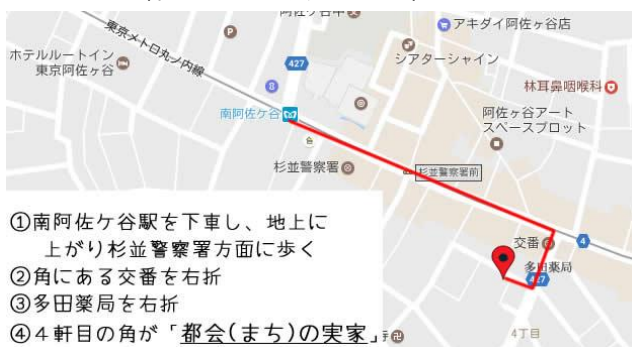 阿佐ケ谷中
アキダイ阿佐ヶ谷店
東京メトロ丸ノ内線
シアターシャイン
ホテルルートイン
東京阿佐ヶ谷
427
林耳鼻咽喉科
南阿佐ケ谷
阿佐ヶ谷アート
スペースプロット
杉並警察署
杉並警察署前
①南阿佐ケ谷駅を下車し、地上に
上がり杉並警察署方面に歩く
②角にある交番を右折
③多田薬局を右折
④4軒目の角が「都会(まち)の実家」
交番
4
多田薬局
427
4丁目